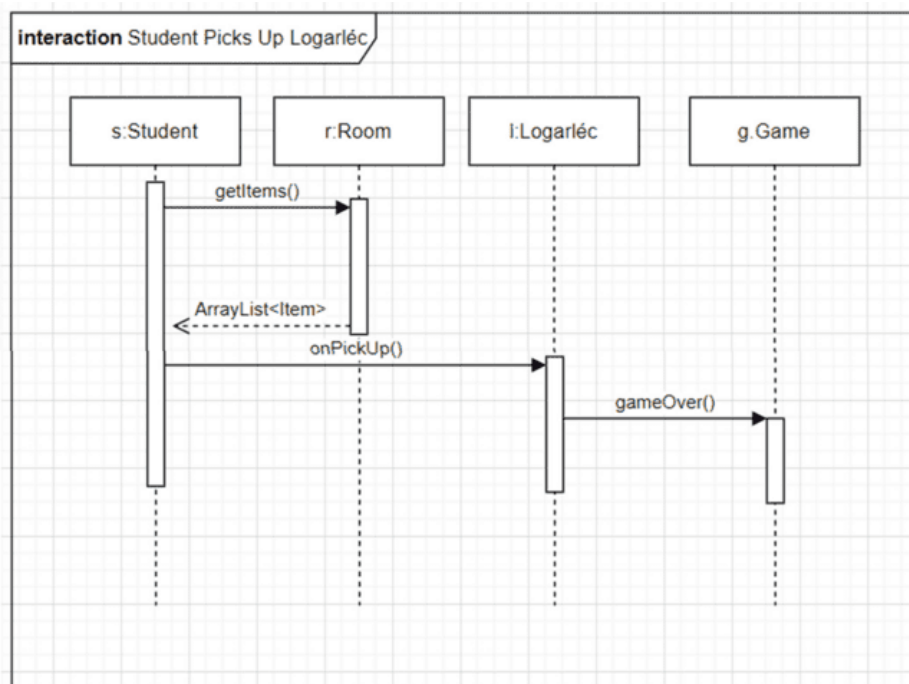 interaction Student Picks Up Logarléc
s:Student
r:Room
l:Logarléc
g.Game
getItems()
ArrayList<Item>
onPickUp()
gameOver()